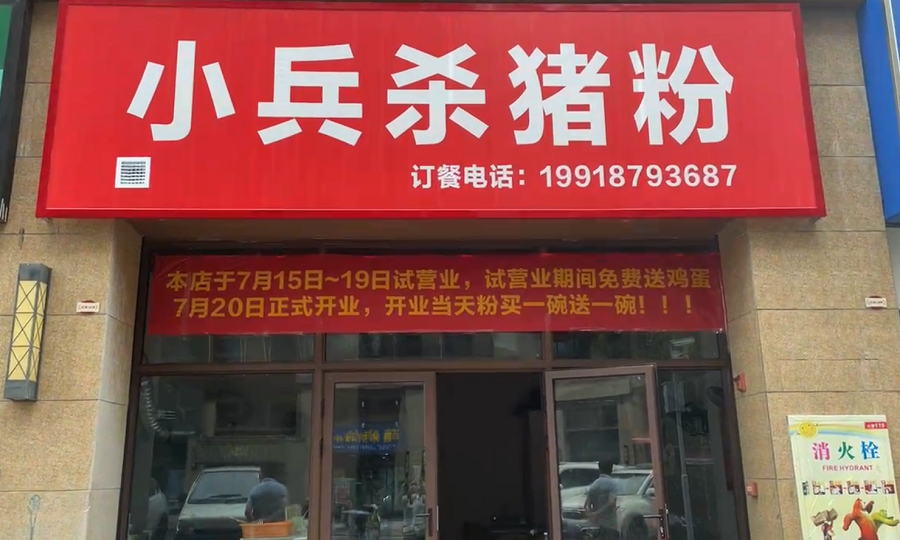 小兵杀猪粉
订餐电话：19918793687
本店于7月15日~19日试营业，试营业期间免费送鸡蛋
7月20日正式开业，开业当天粉买一碗送一碗！！！
消火栓
FIRE HYDRANT